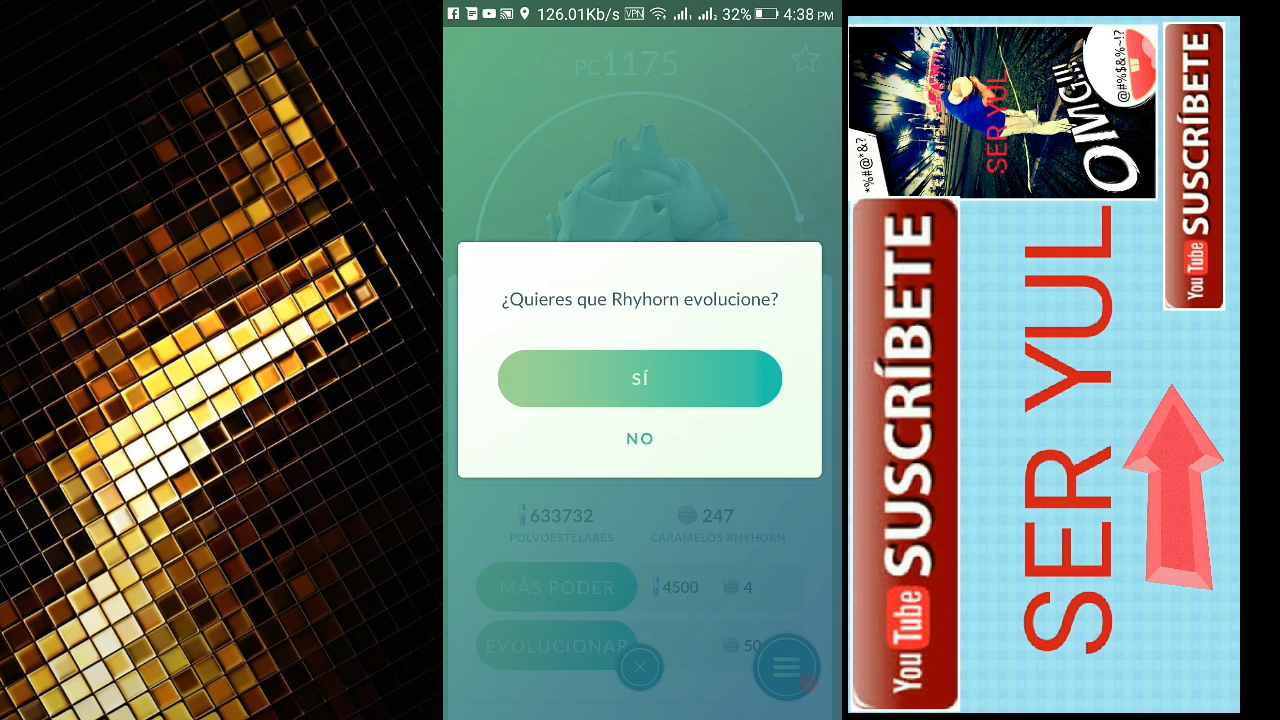 126.01Kb/s VPN 32% 4:38 PM
PC1175
¿Quieres que Rhyhorn evolucione?
SÍ
NO
633732
POLVOESTELARES
247
CARAMELOS RHYHORN
MÁS PODER
4500
4
EVOLUCIONAR
50
*%#@*&?
SER YUL
OMG!!!
@#%$&%~!?
You Tube SUSCRÍBETE
You Tube SUSCRÍBETE
SER YUL